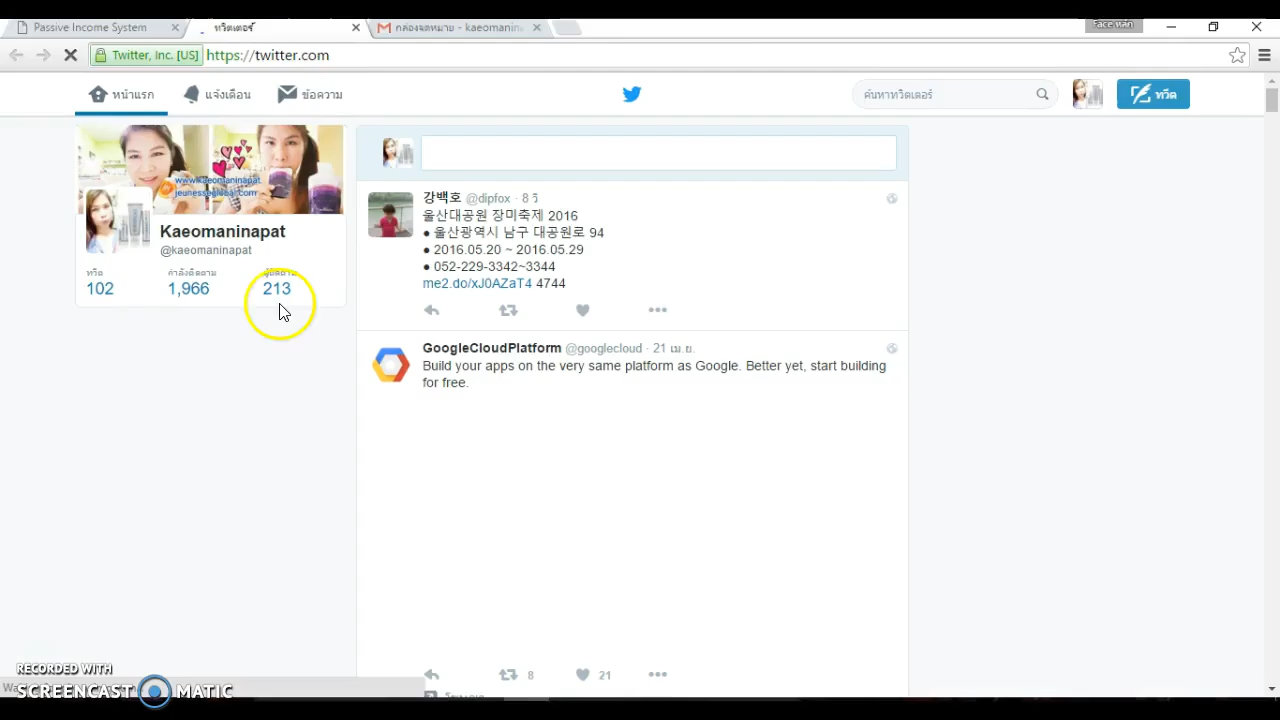 Passive Income System
ทวิตเตอร์
กล่องจดหมาย - kaeomanin
Face หลัก
Twitter, Inc. [US]
https://twitter.com
หน้าแรก
แจ้งเตือน
ข้อความ
ค้นหาทวิตเตอร์
ทวีต
www.kaeomaninapat
jeunesseglobal.com
Kaeomaninapat
@kaeomaninapat
ทวีต
กำลังติดตาม
ผู้ติดตาม
102
1,966
213
강백호 @dipfox · 8 วิ
울산대공원 장미축제 2016
● 울산광역시 남구 대공원로 94
● 2016.05.20 ~ 2016.05.29
● 052-229-3342~3344
me2.do/xJ0AZaT4 4744
GoogleCloudPlatform @googlecloud · 21 เม.ย.
Build your apps on the very same platform as Google. Better yet, start building
for free.
8
21
RECORDED WITH
SCREENCAST MATIC